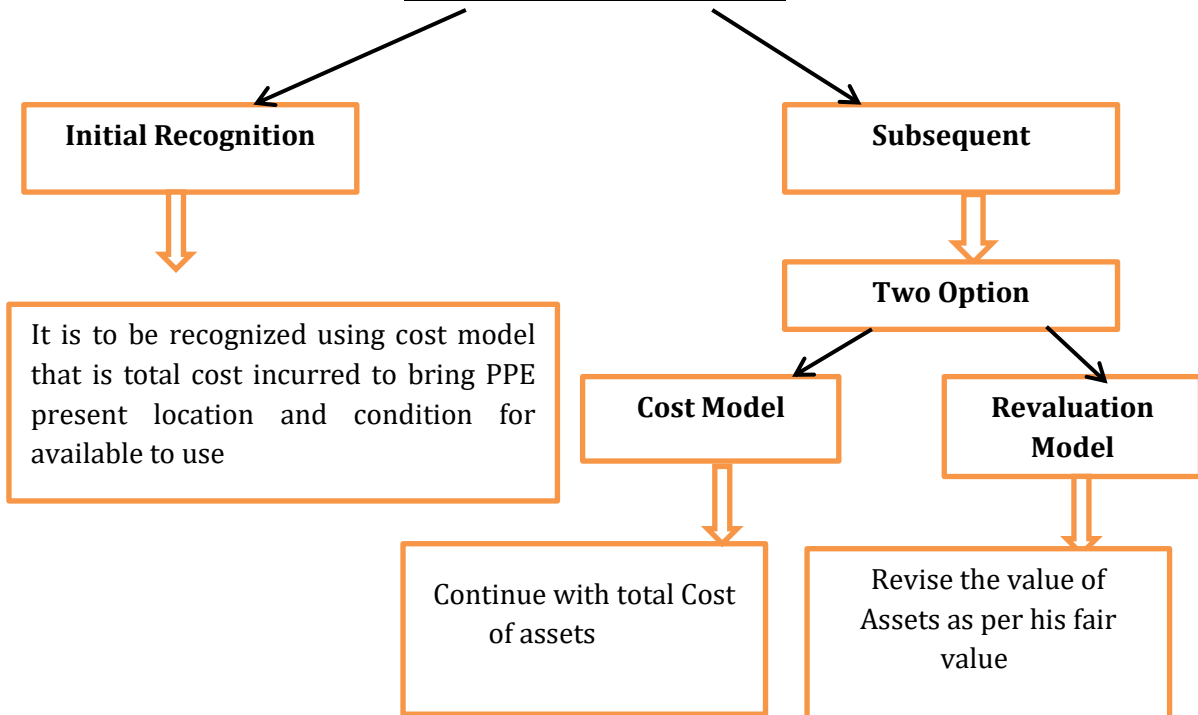 Initial Recognition
Subsequent
Two Option
It is to be recognized using cost model
that is total cost incurred to bring PPE
present location and condition for
available to use
Cost Model
Revaluation
Model
Continue with total Cost
of assets
Revise the value of
Assets as per his fair
value